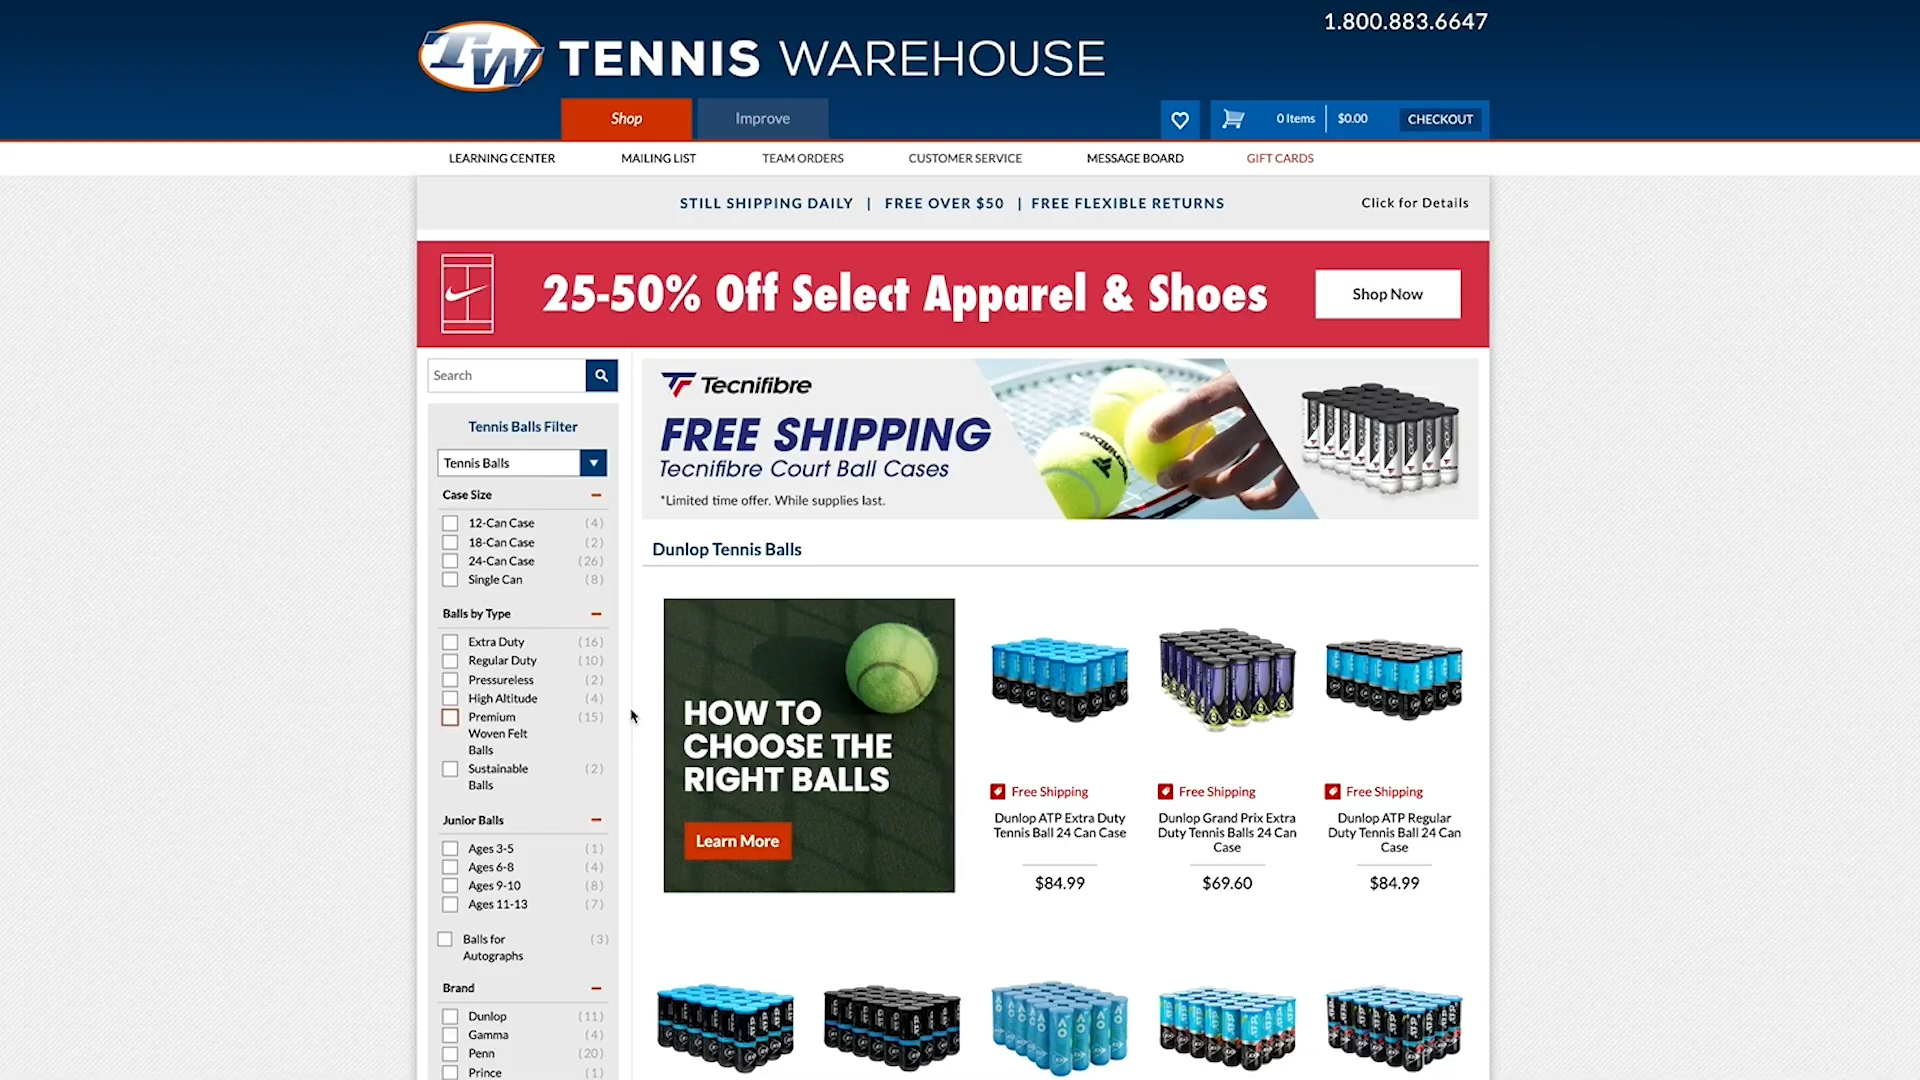 1.800.883.6647
TW TENNIS WAREHOUSE
Shop
Improve
0 Items
$0.00
CHECKOUT
LEARNING CENTER
MAILING LIST
TEAM ORDERS
CUSTOMER SERVICE
MESSAGE BOARD
GIFT CARDS
STILL SHIPPING DAILY | FREE OVER $50 | FREE FLEXIBLE RETURNS
Click for Details
25-50% Off Select Apparel & Shoes
Shop Now
Search
Tennis Balls Filter
Tennis Balls
Case Size
12-Can Case (4)
18-Can Case (2)
24-Can Case (26)
Single Can (8)
Balls by Type
Extra Duty (16)
Regular Duty (10)
Pressureless (2)
High Altitude (4)
Premium (15)
Woven Felt
Balls
Sustainable (2)
Balls
Junior Balls
Ages 3-5 (1)
Ages 6-8 (4)
Ages 9-10 (8)
Ages 11-13 (7)
Balls for (3)
Autographs
Brand
Dunlop (11)
Gamma (4)
Penn (20)
Prince (1)
Tecnifibre
FREE SHIPPING
Tecnifibre Court Ball Cases
*Limited time offer. While supplies last.
Dunlop Tennis Balls
HOW TO
CHOOSE THE
RIGHT BALLS
Learn More
Free Shipping
Dunlop ATP Extra Duty
Tennis Ball 24 Can Case
$84.99
Free Shipping
Dunlop Grand Prix Extra
Duty Tennis Balls 24 Can
Case
$69.60
Free Shipping
Dunlop ATP Regular
Duty Tennis Ball 24 Can
Case
$84.99